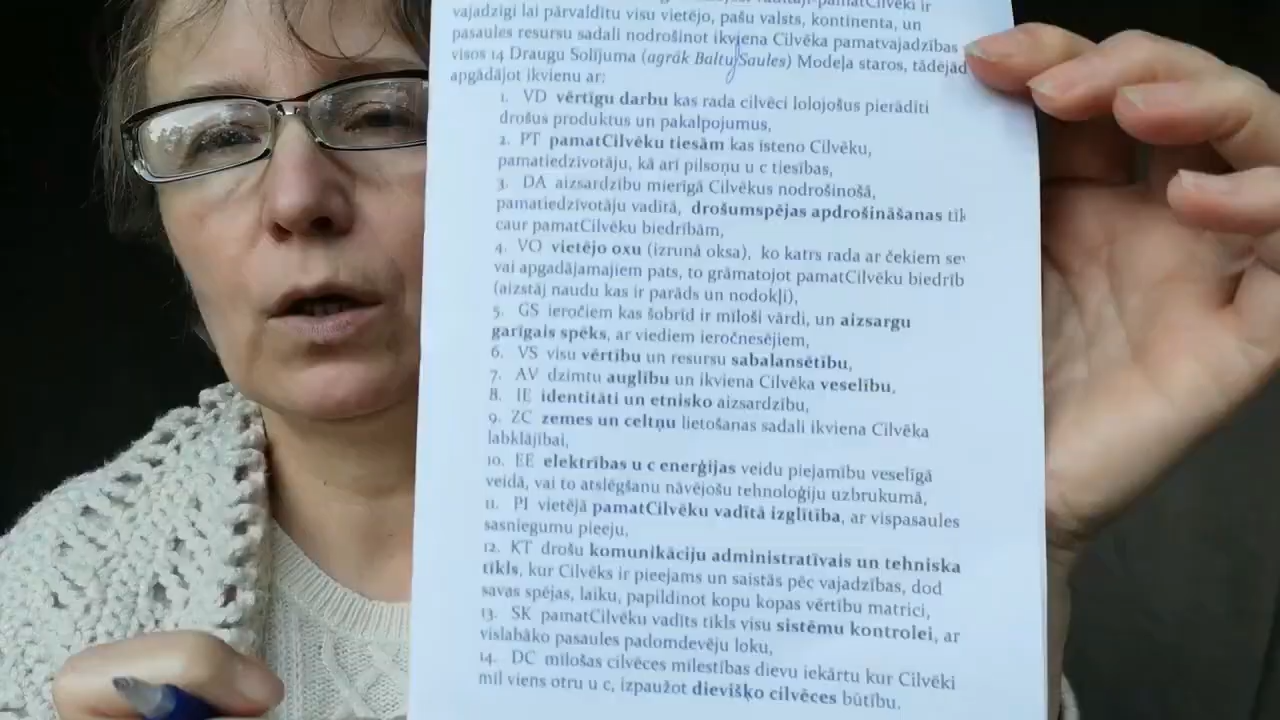 vadītāji-pamatCilvēki ir
vajadzīgi lai pārvaldītu visu vietējo, pašu valsts, kontinenta, un
pasaules resursu sadali nodrošinot ikviena Cilvēka pamatvajadzības
visos 14 Draugu Solījuma (agrāk Baltu Saules) Modeļa staros, tādejād
apgādājot ikvienu ar:
1. VD vērtīgu darbu kas rada cilvēci lolojošus pierādīti
drošus produktus un pakalpojumus,
2. PT pamatCilvēku tiesām kas īsteno Cilvēku,
pamatiedzīvotāju, kā arī pilsoņu u c tiesības,
3. DA aizsardzību mierīgā Cilvēkus nodrošinošā,
pamatiedzīvotāju vadītā, drošumspējas apdrošināšanas tīk
caur pamatCilvēku biedrībām,
4. VO vietējo oxu (izrunā oksa), ko katrs rada ar čekiem sev
vai apgādājamajiem pats, to grāmatojot pamatCilvēku biedrīb
(aizstāj naudu kas ir parāds un nodokļi),
5. GS ieročiem kas šobrīd ir mīloši vārdi, un aizsargu
garīgais spēks, ar viediem ieročnesējiem,
6. VS visu vērtību un resursu sabalansētību,
7. AV dzimtu auglību un ikviena Cilvēka veselību,
8. IE identitāti un etnisko aizsardzību,
9. ZC zemes un celtņu lietošanas sadali ikviena Cilvēka
labklājībai,
10. EE elektrības u c enerģijas veidu piejamību veselīgā
veidā, vai to atslēgšanu nāvējošu tehnoloģiju uzbrukumā,
11. PI vietējā pamatCilvēku vadītā izglītība, ar vispasaules
sasniegumu pieeju,
12. KT drošu komunikāciju administratīvais un tehniska
tīkls, kur Cilvēks ir pieejams un saistās pēc vajadzības, dod
savas spējas, laiku, papildinot kopu kopas vērtību matricī,
13. SK pamatCilvēku vadīts tīkls visu sistēmu kontrolei, ar
vislabāko pasaules padomdevēju loku,
14. DC mīlošas cilvēces mīlestības dievu iekārtu kur Cilvēki
mīl viens otru u c, izpaužot dievišķo cilvēces būtību.